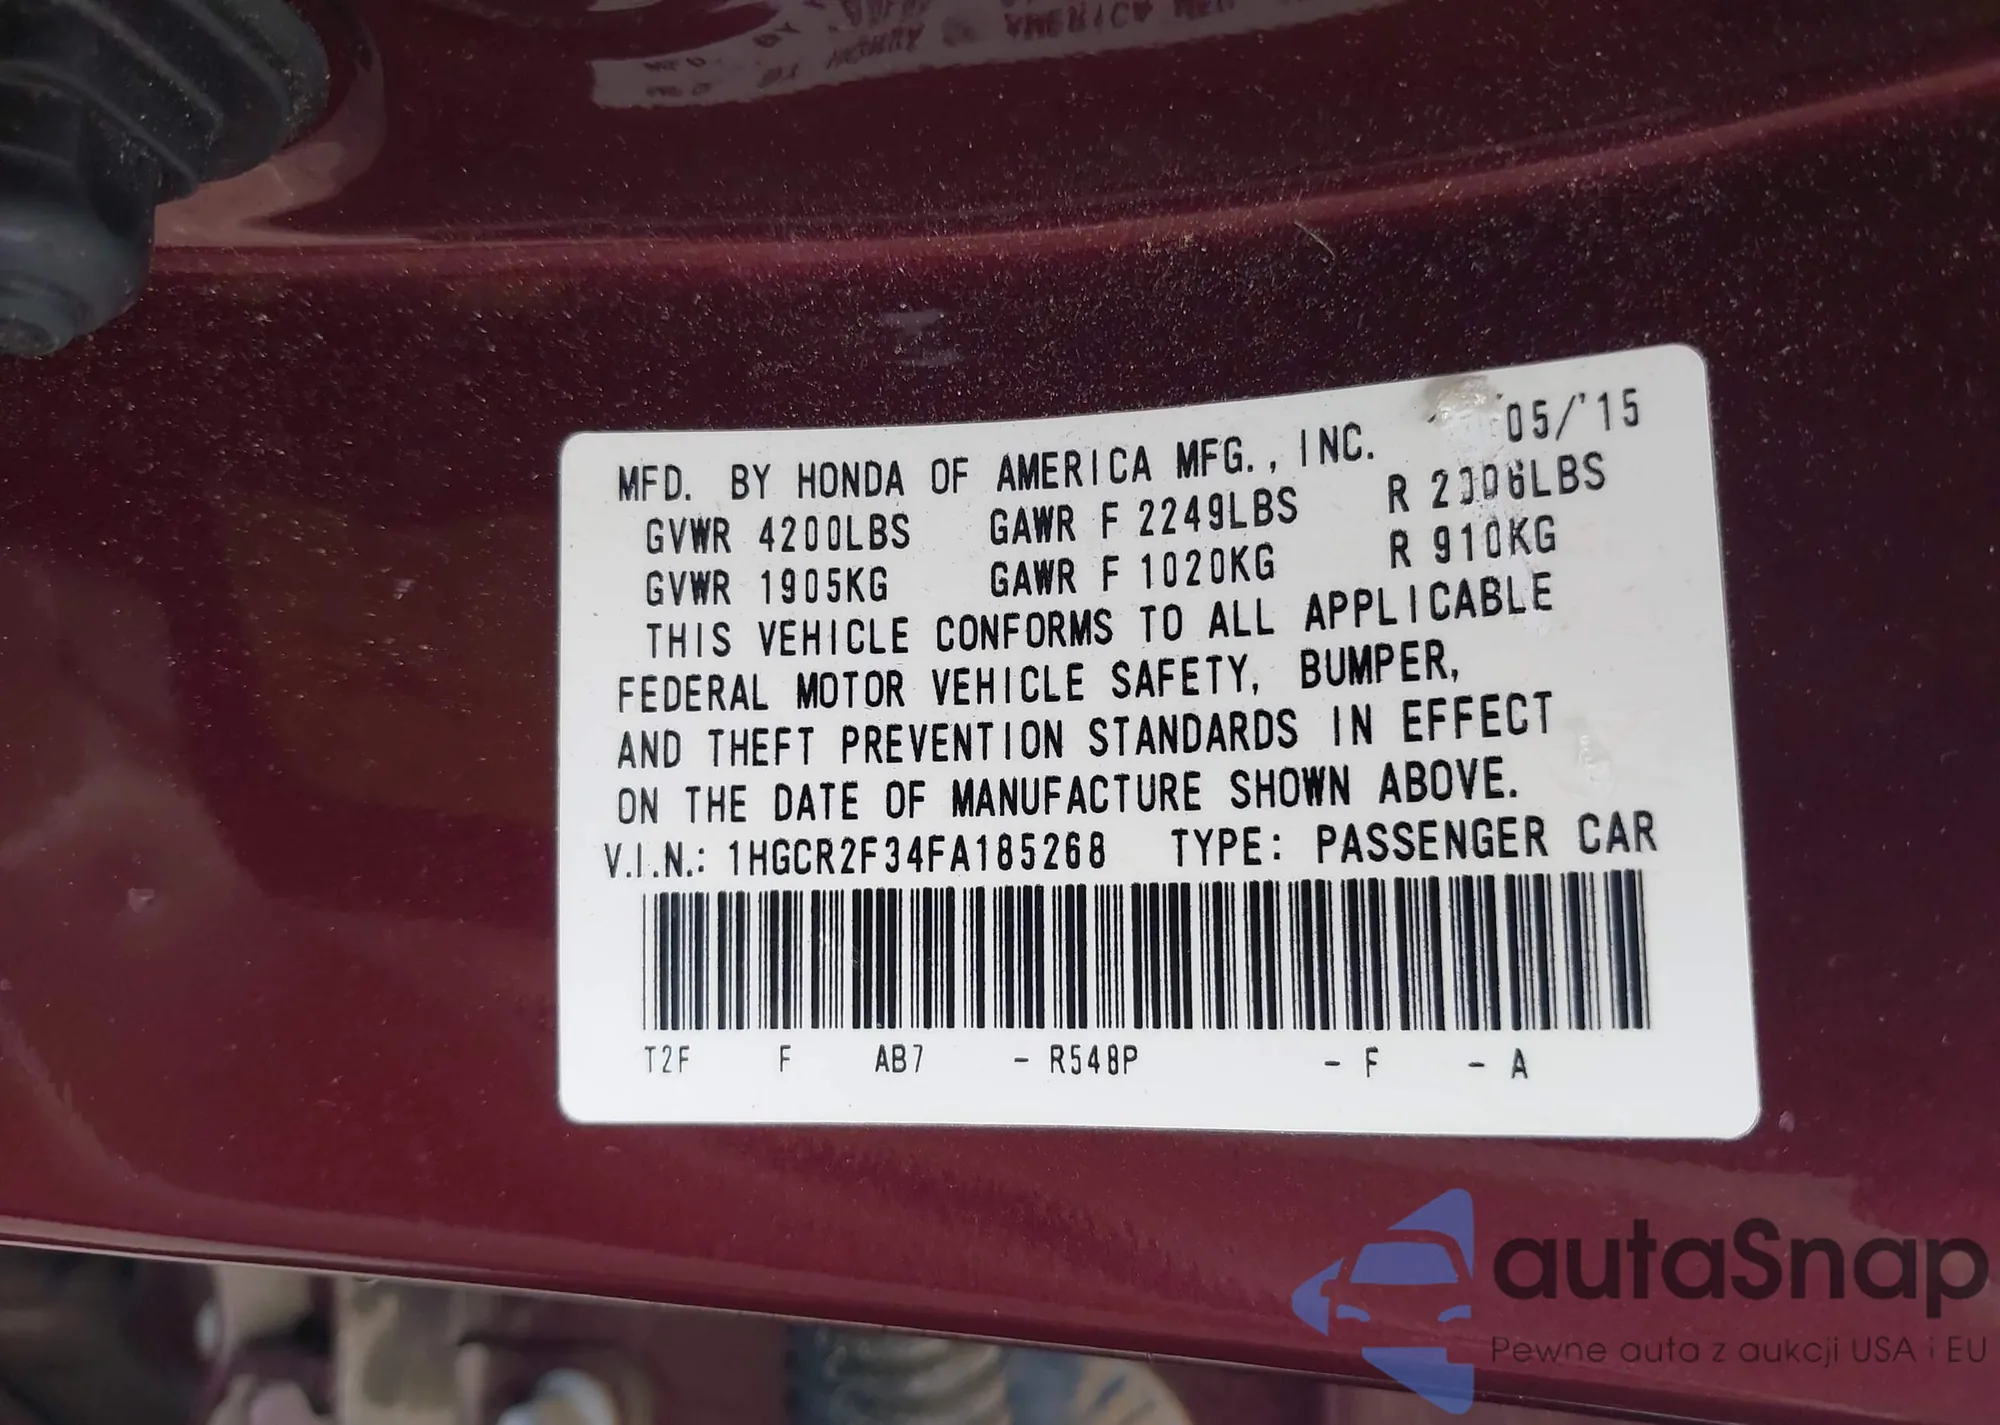 MFD. BY HONDA OF AMERICA MFG., INC. 05/'15
GVWR 4200LBS GAWR F 2249LBS R 2006LBS
GVWR 1905KG GAWR F 1020KG R 910KG
THIS VEHICLE CONFORMS TO ALL APPLICABLE
FEDERAL MOTOR VEHICLE SAFETY, BUMPER,
AND THEFT PREVENTION STANDARDS IN EFFECT
ON THE DATE OF MANUFACTURE SHOWN ABOVE.
V.I.N.: 1HGCR2F34FA185268 TYPE: PASSENGER CAR
T2F F AB7 - R548P - F - A
autaSnap
Pewne auta z aukcji USA i EU